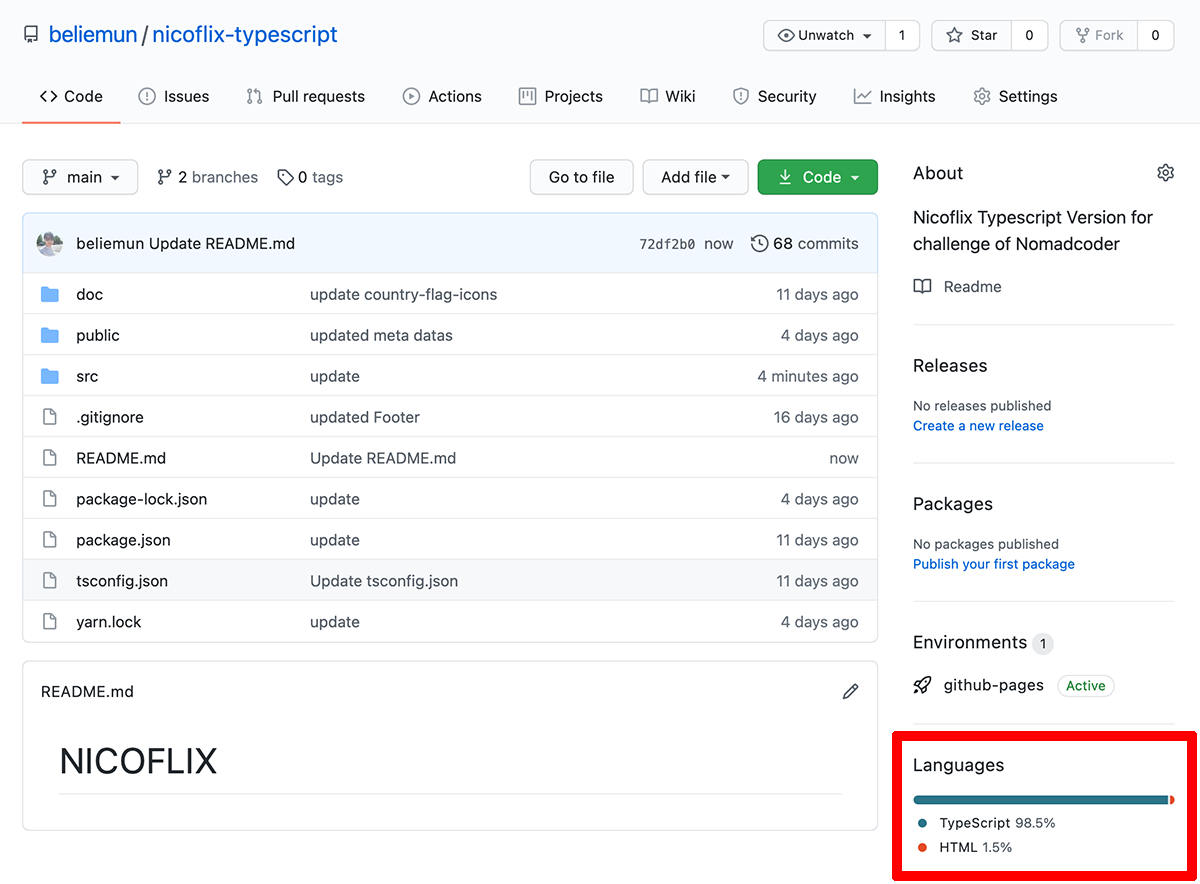 beliemun / nicoflix-typescript
Unwatch 1 Star 0 Fork 0
Code Issues Pull requests Actions Projects Wiki Security Insights Settings
main 2 branches 0 tags Go to file Add file Code
beliemun Update README.md 72df2b0 now 68 commits
doc update country-flag-icons 11 days ago
public updated meta datas 4 days ago
src update 4 minutes ago
.gitignore updated Footer 16 days ago
README.md Update README.md now
package-lock.json update 4 days ago
package.json update 11 days ago
tsconfig.json Update tsconfig.json 11 days ago
yarn.lock update 4 days ago
README.md
NICOFLIX
About
Nicoflix Typescript Version for
challenge of Nomadcoder
Readme
Releases
No releases published
Create a new release
Packages
No packages published
Publish your first package
Environments 1
github-pages Active
Languages
TypeScript 98.5%
HTML 1.5%